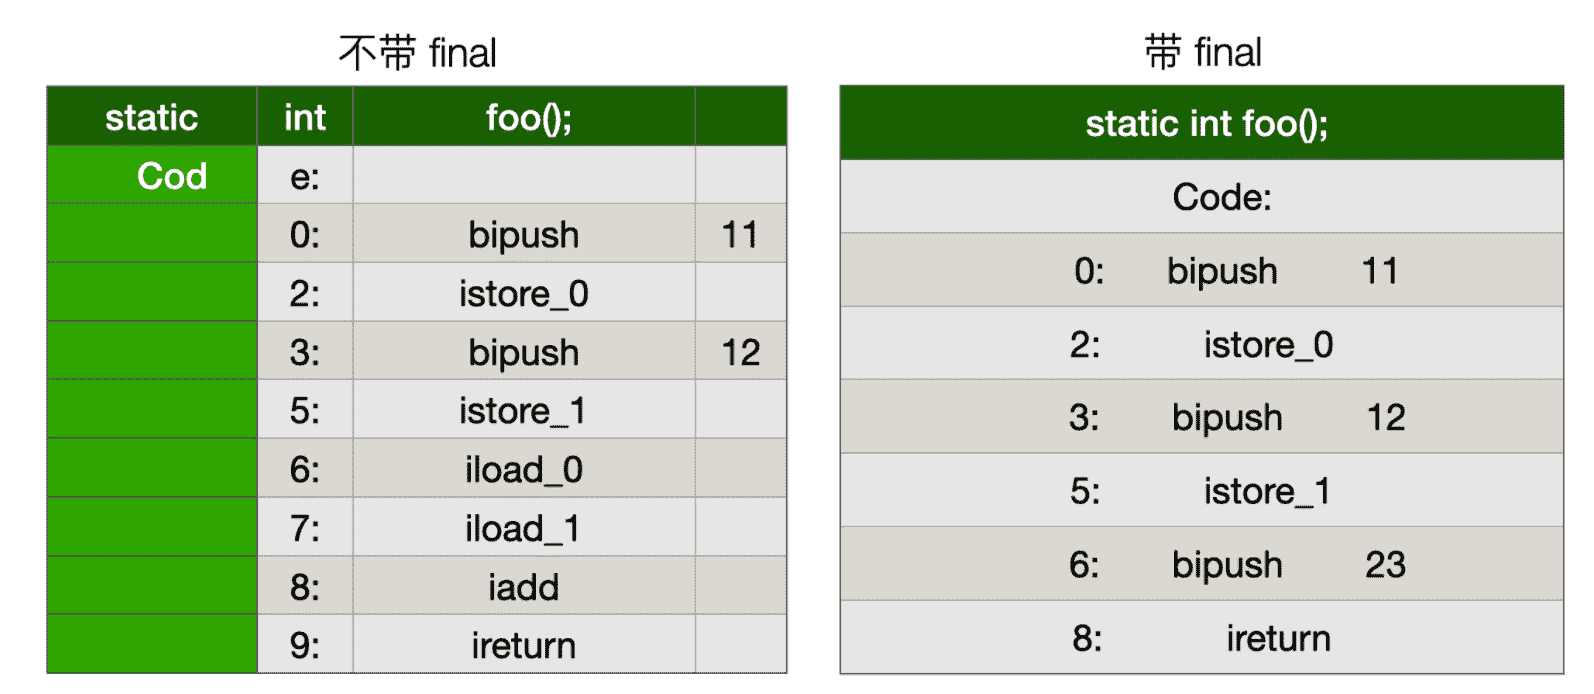 不带 final
static int foo();
Cod e:
0: bipush 11
2: istore_0
3: bipush 12
5: istore_1
6: iload_0
7: iload_1
8: iadd
9: ireturn
带 final
static int foo();
Code:
0: bipush 11
2: istore_0
3: bipush 12
5: istore_1
6: bipush 23
8: ireturn